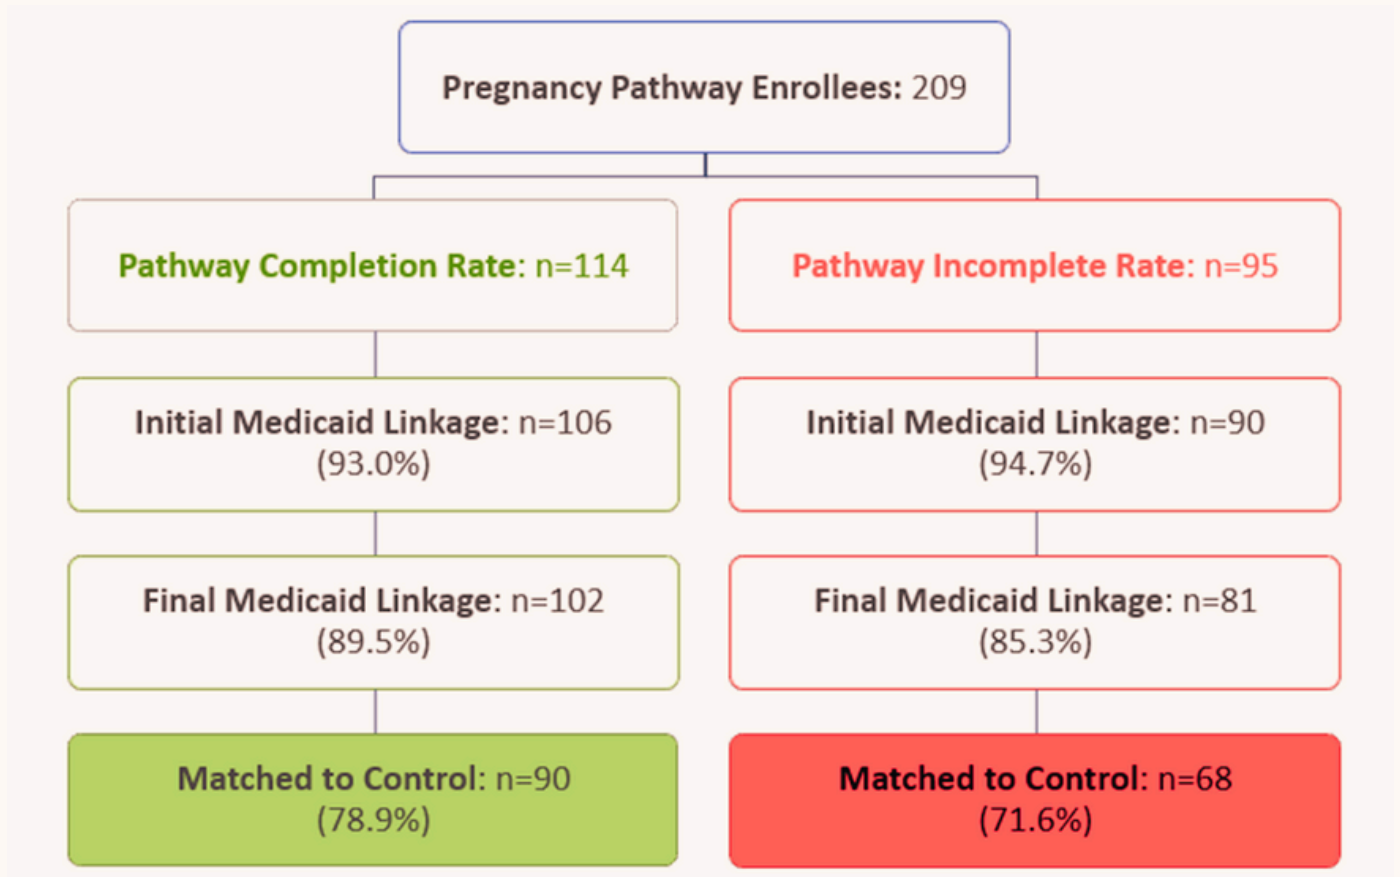 Pregnancy Pathway Enrollees: 209
Pathway Completion Rate: n=114
Pathway Incomplete Rate: n=95
Initial Medicaid Linkage: n=106
(93.0%)
Initial Medicaid Linkage: n=90
(94.7%)
Final Medicaid Linkage: n=102
(89.5%)
Final Medicaid Linkage: n=81
(85.3%)
Matched to Control: n=90
(78.9%)
Matched to Control: n=68
(71.6%)